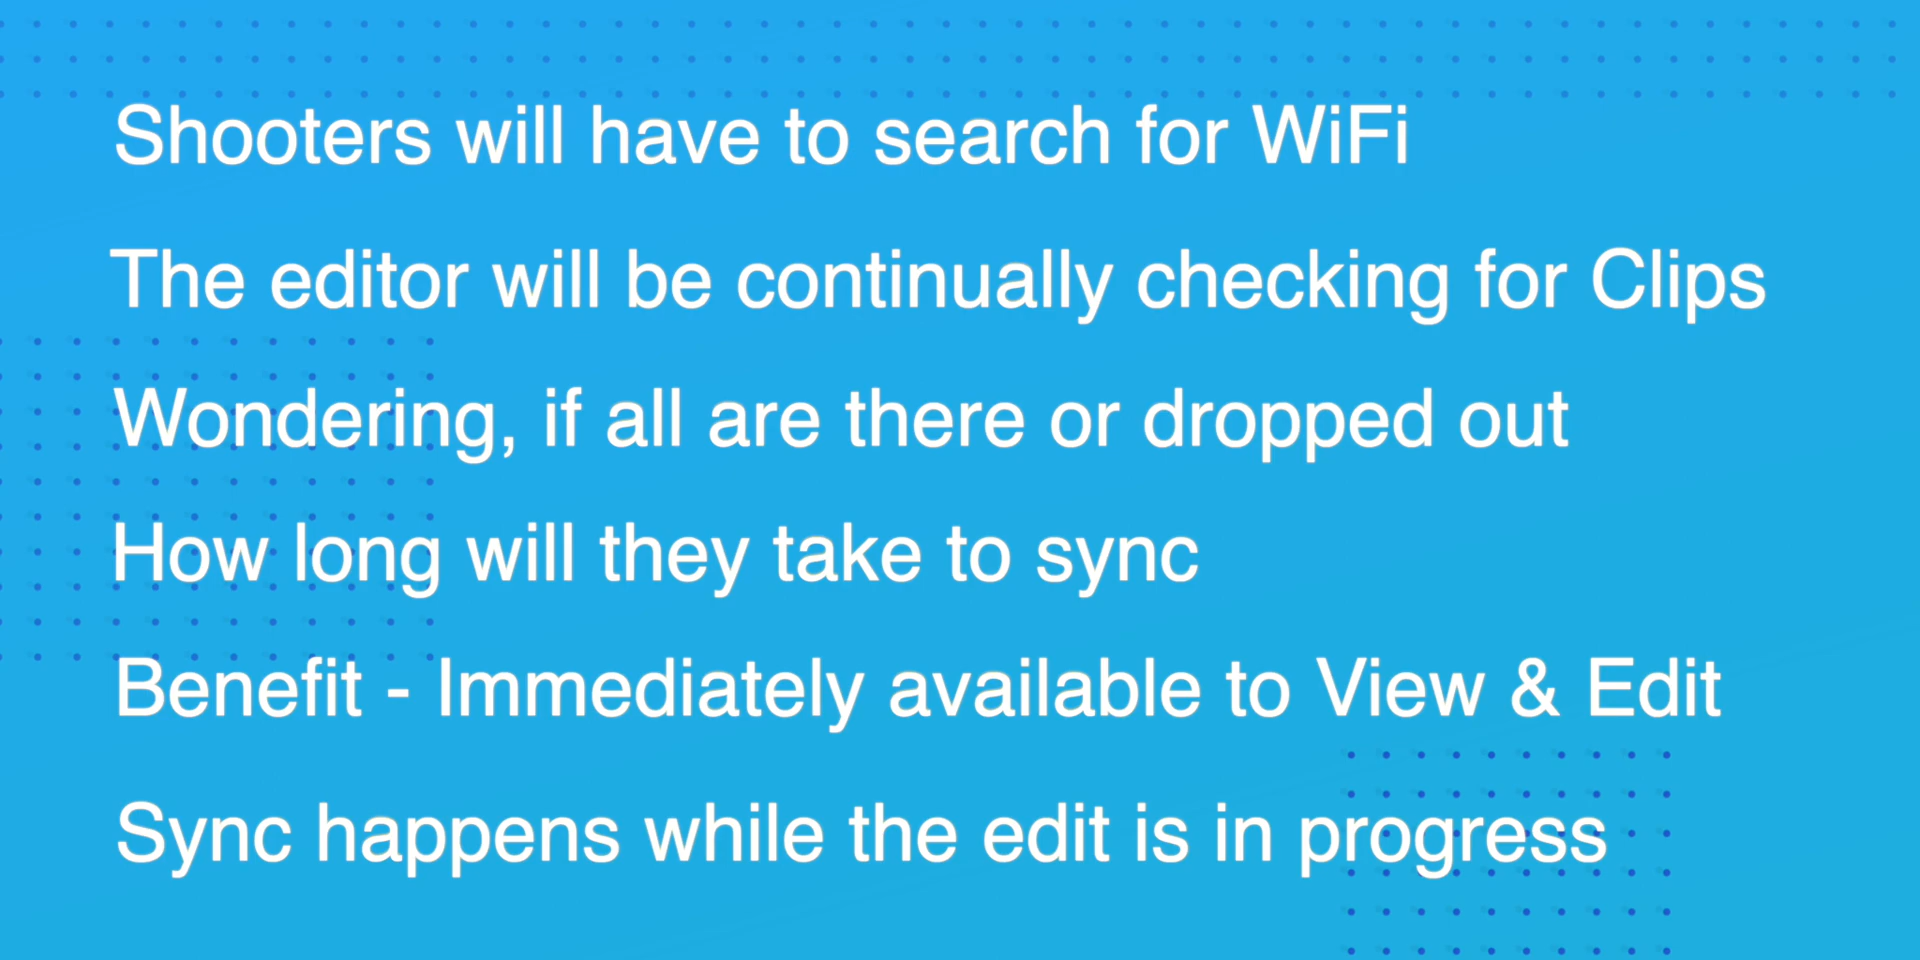 Shooters will have to search for WiFi
The editor will be continually checking for Clips
Wondering, if all are there or dropped out
How long will they take to sync
Benefit - Immediately available to View & Edit
Sync happens while the edit is in progress